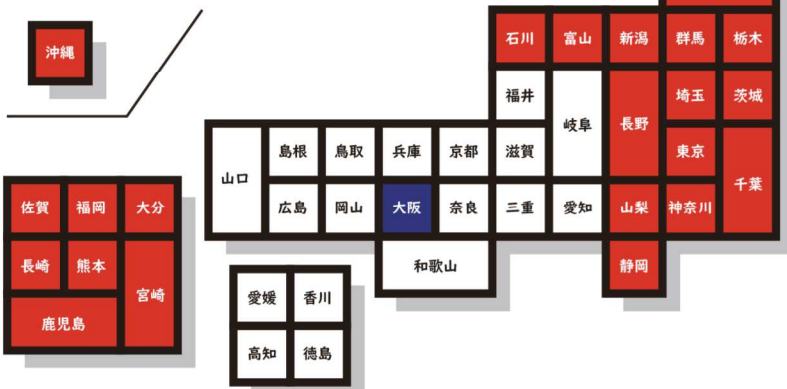 沖縄
石川 富山 新潟 群馬 栃木
福井 岐阜 長野 埼玉 茨城
山口 島根 鳥取 兵庫 京都 滋賀 東京 千葉
広島 岡山 大阪 奈良 三重 愛知 山梨 神奈川
和歌山 静岡
佐賀 福岡 大分
長崎 熊本 宮崎
鹿児島
愛媛 香川
高知 徳島